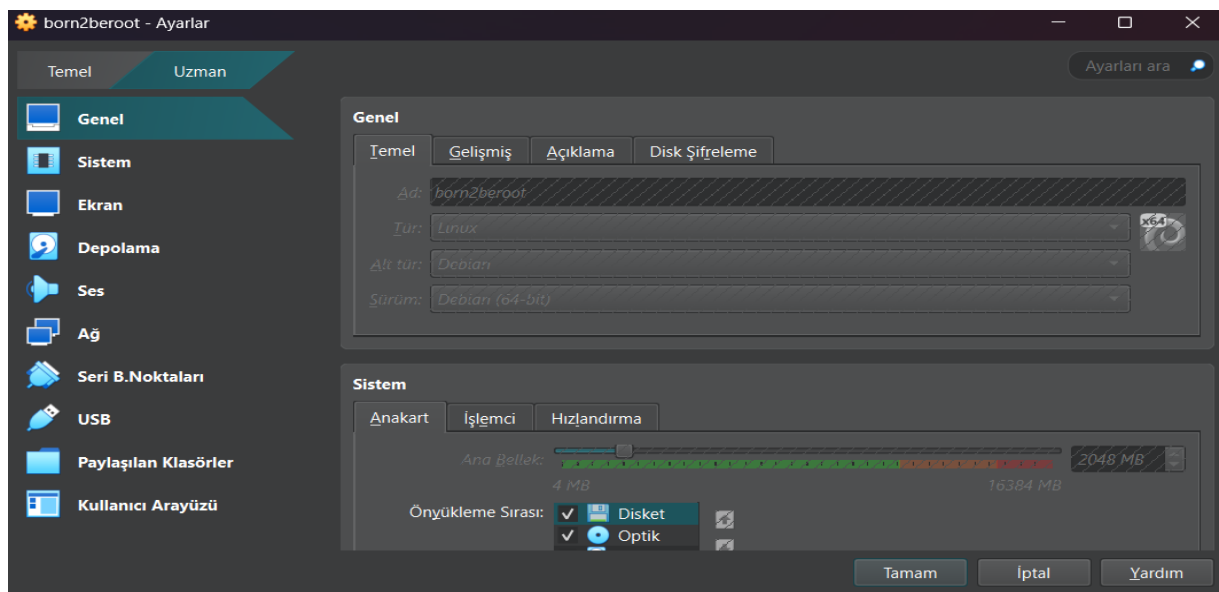 born2beroot - Ayarlar
Temel
Uzman
Ayarları ara
Genel
Sistem
Ekran
Depolama
Ses
Ağ
Seri B.Noktaları
USB
Paylaşılan Klasörler
Kullanıcı Arayüzü
Genel
Temel Gelişmiş Açıklama Disk Şifreleme
Ad: born2beroot
Tür: Linux
x64
Alt tür: Debian
Sürüm: Debian (64-bit)
Sistem
Anakart İşlemci Hızlandırma
Ana Bellek:
2048 MB
4 MB 16384 MB
Önyükleme Sırası: Disket
Optik
Tamam İptal Yardım